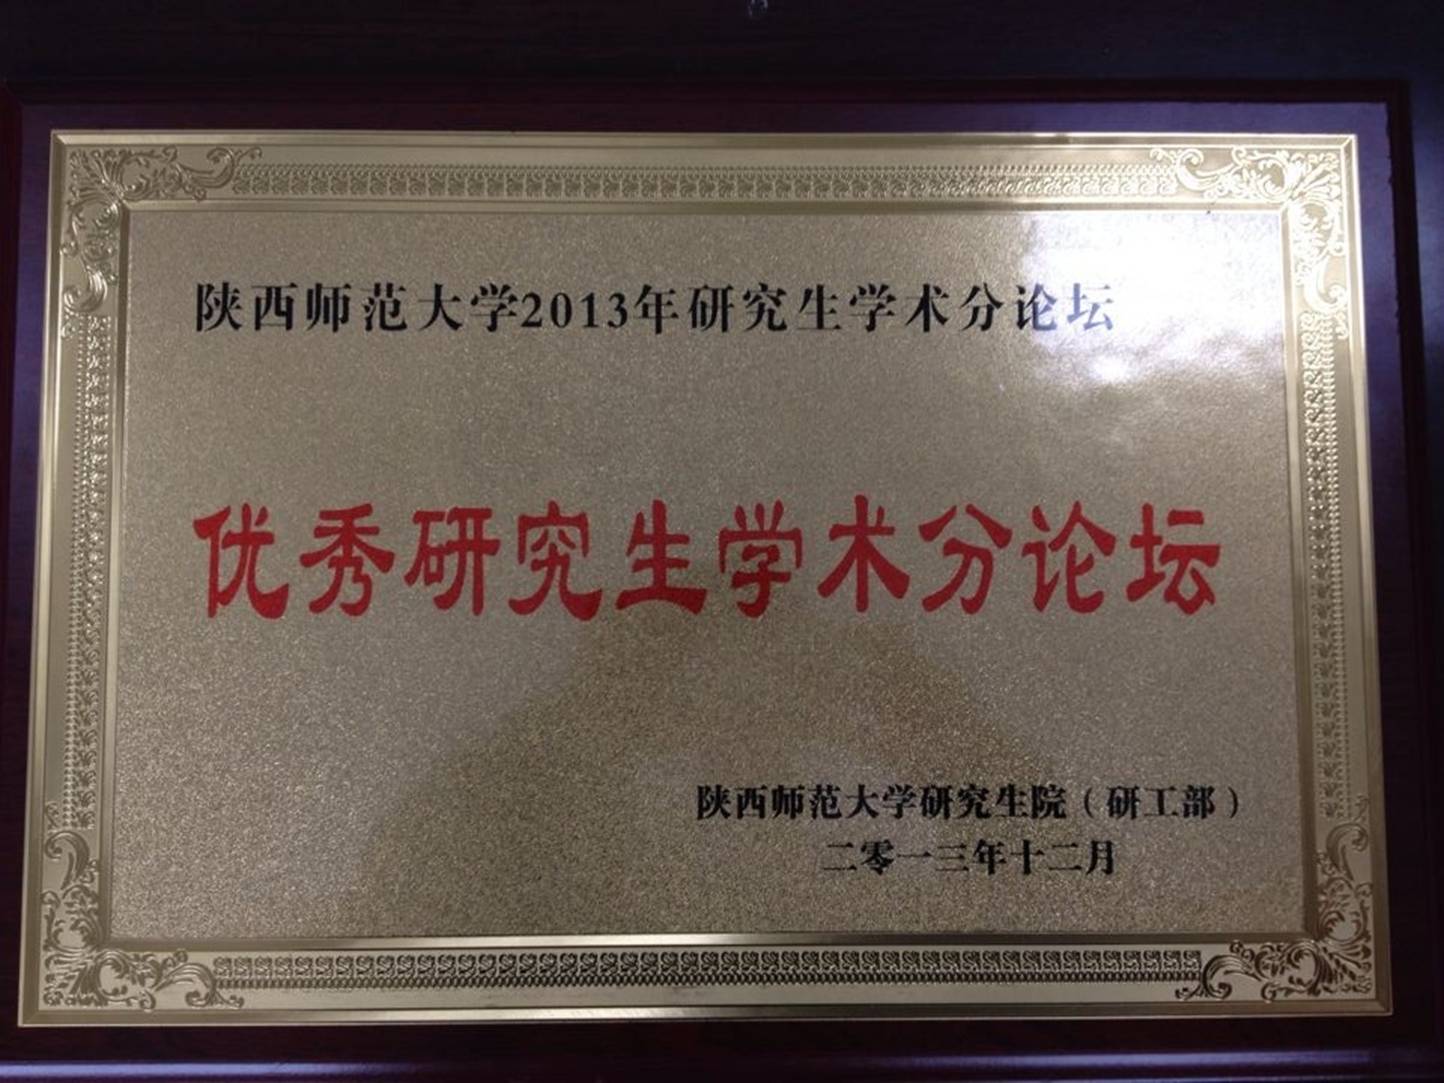 陕西师范大学2013年研究生学术分论坛
优秀研究生学术分论坛
陕西师范大学研究生院（研工部）
二零一三年十二月